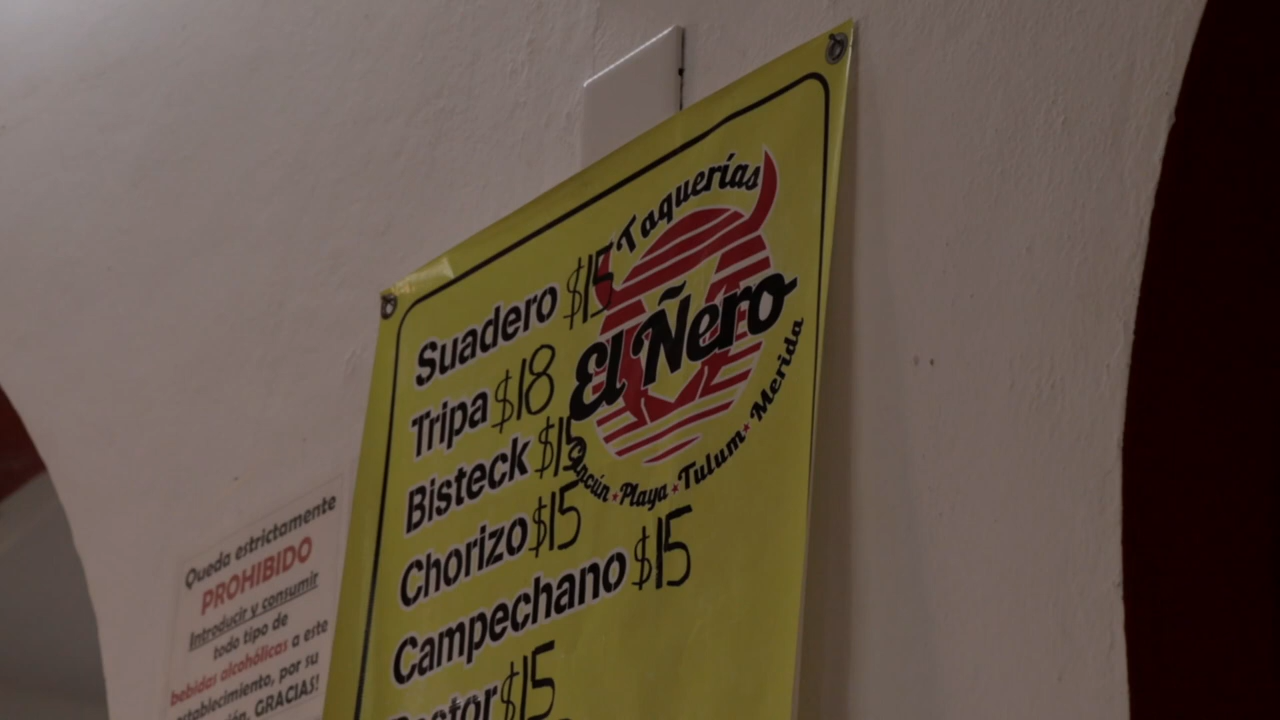 Taquerías
El Ñero
Cancún★Playa★Tulum★Merida
Suadero $15
Tripa $18
Bisteck $15
Chorizo $15
Campechano $15
Pastor $15
Queda estrictamente
PROHIBIDO
Introducir y consumir
todo tipo de
bebidas alcohólicas a este
establecimiento, por su
GRACIAS!